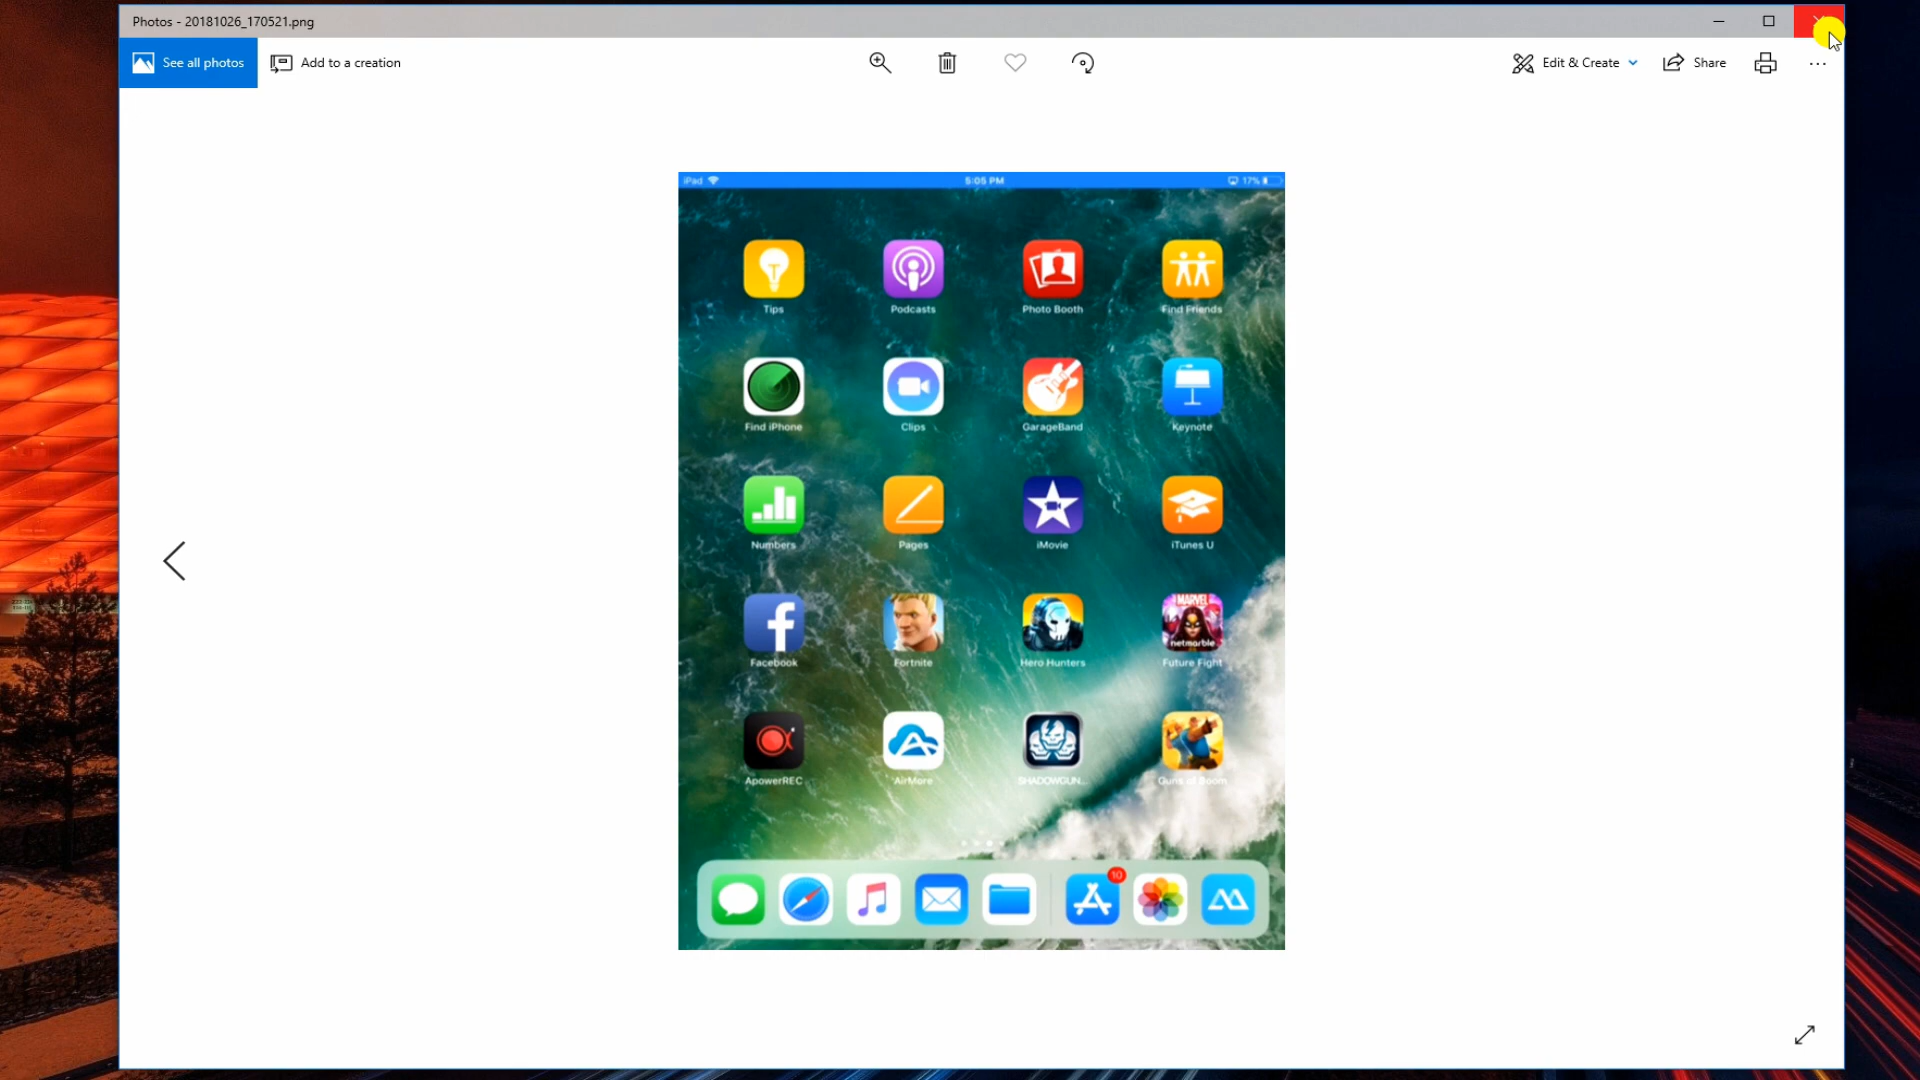 Photos - 20181026_170521.png
See all photos
Add to a creation
Edit & Create
Share
iPad 5:05 PM 17%
Tips Podcasts Photo Booth Find Friends
Find iPhone Clips GarageBand Keynote
Numbers Pages iMovie iTunes U
MARVEL
netmarble
Facebook Fortnite Hero Hunters Future Fight
ApowerREC AirMore SHADOWGUN... Guns of Boom
10